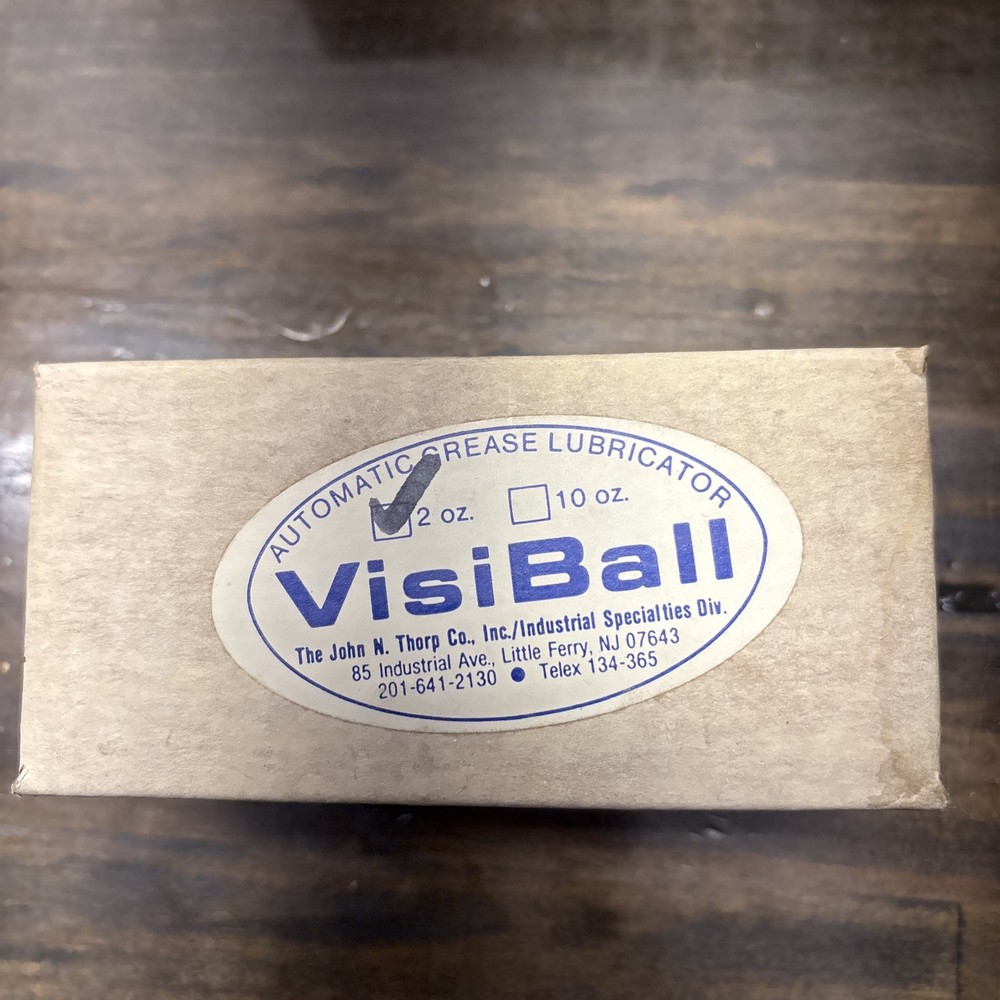 AUTOMATIC GREASE LUBRICATOR
2 oz. 10 oz.
VisiBall
The John N. Thorp Co., Inc./Industrial Specialties Div.
85 Industrial Ave., Little Ferry, NJ 07643
201-641-2130 ● Telex 134-365